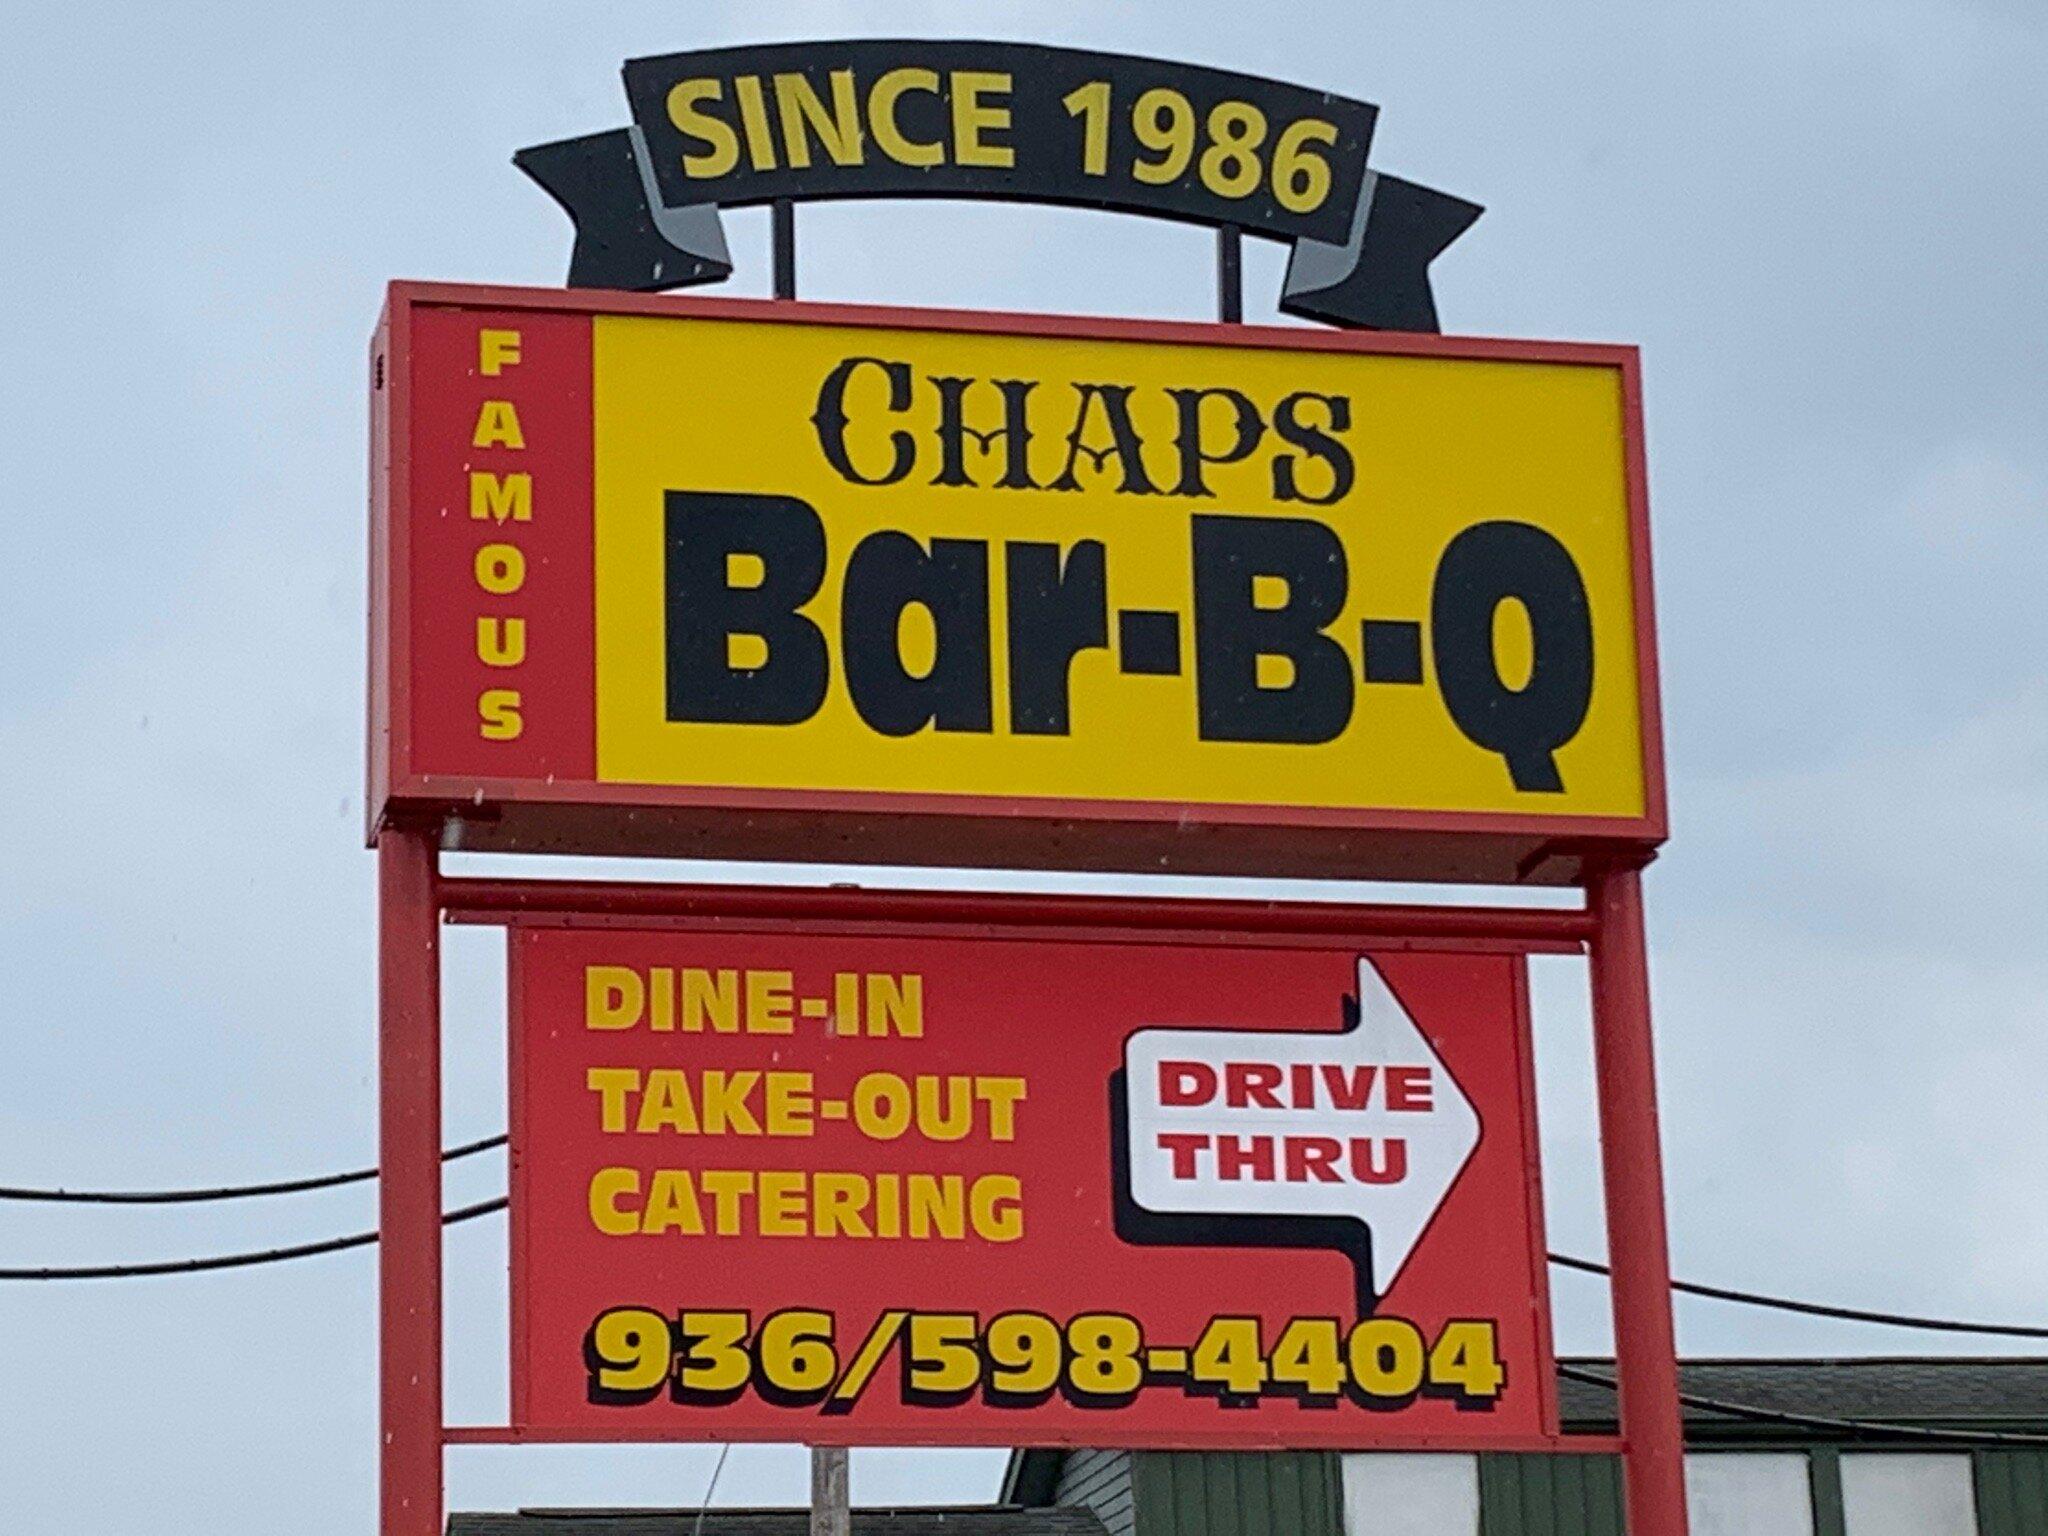 SINCE 1986
FAMOUS
CHAPS
Bar-B-Q
DINE-IN
TAKE-OUT
CATERING
DRIVE
THRU
936/598-4404